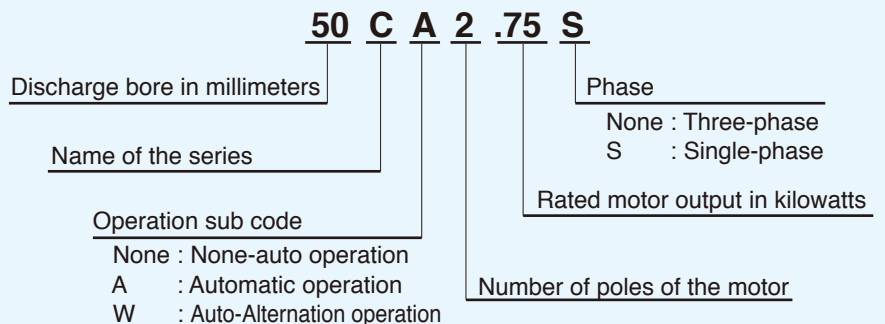 50 C A 2 .75 S
Discharge bore in millimeters
Phase
None : Three-phase
S : Single-phase
Name of the series
Rated motor output in kilowatts
Operation sub code
None : None-auto operation
A : Automatic operation
W : Auto-Alternation operation
Number of poles of the motor